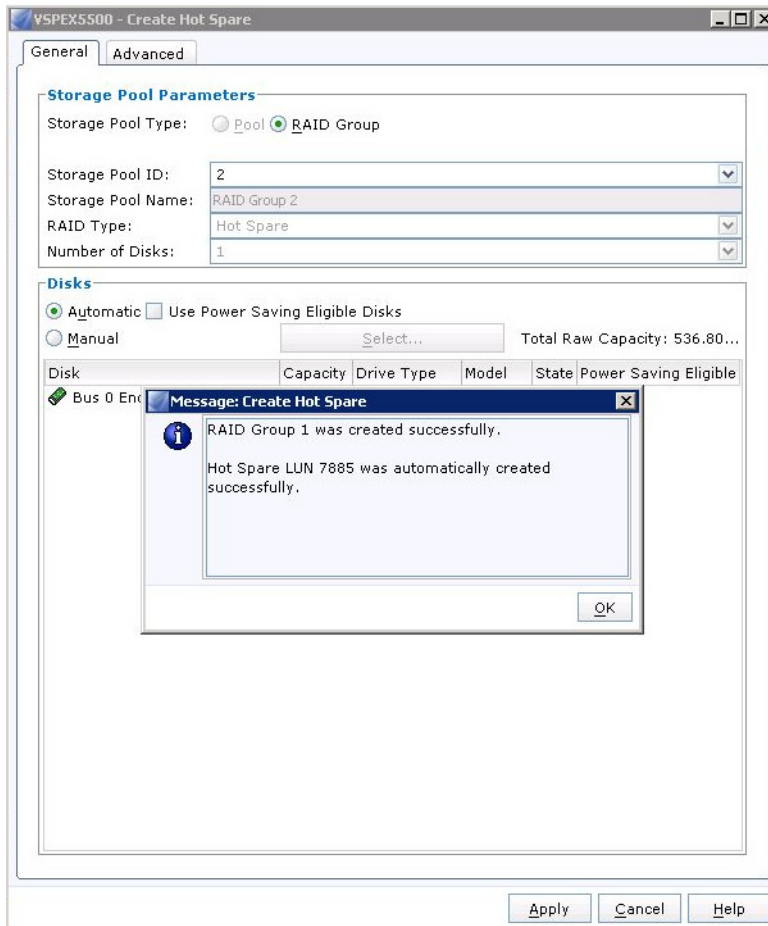 VSPEX5500 - Create Hot Spare
General Advanced
Storage Pool Parameters
Storage Pool Type: Pool RAID Group
Storage Pool ID: 2
Storage Pool Name: RAID Group 2
RAID Type: Hot Spare
Number of Disks: 1
Disks
Automatic Use Power Saving Eligible Disks
Manual Select... Total Raw Capacity: 536.80...
Disk Capacity Drive Type Model State Power Saving Eligible
Bus 0 Enc
Message: Create Hot Spare
RAID Group 1 was created successfully.
Hot Spare LUN 7885 was automatically created
successfully.
OK
Apply Cancel Help